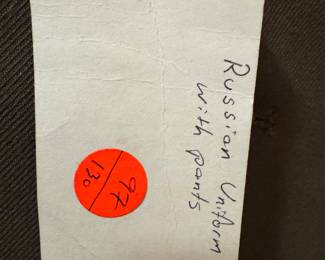 Russian Uniform
with pants
97
130